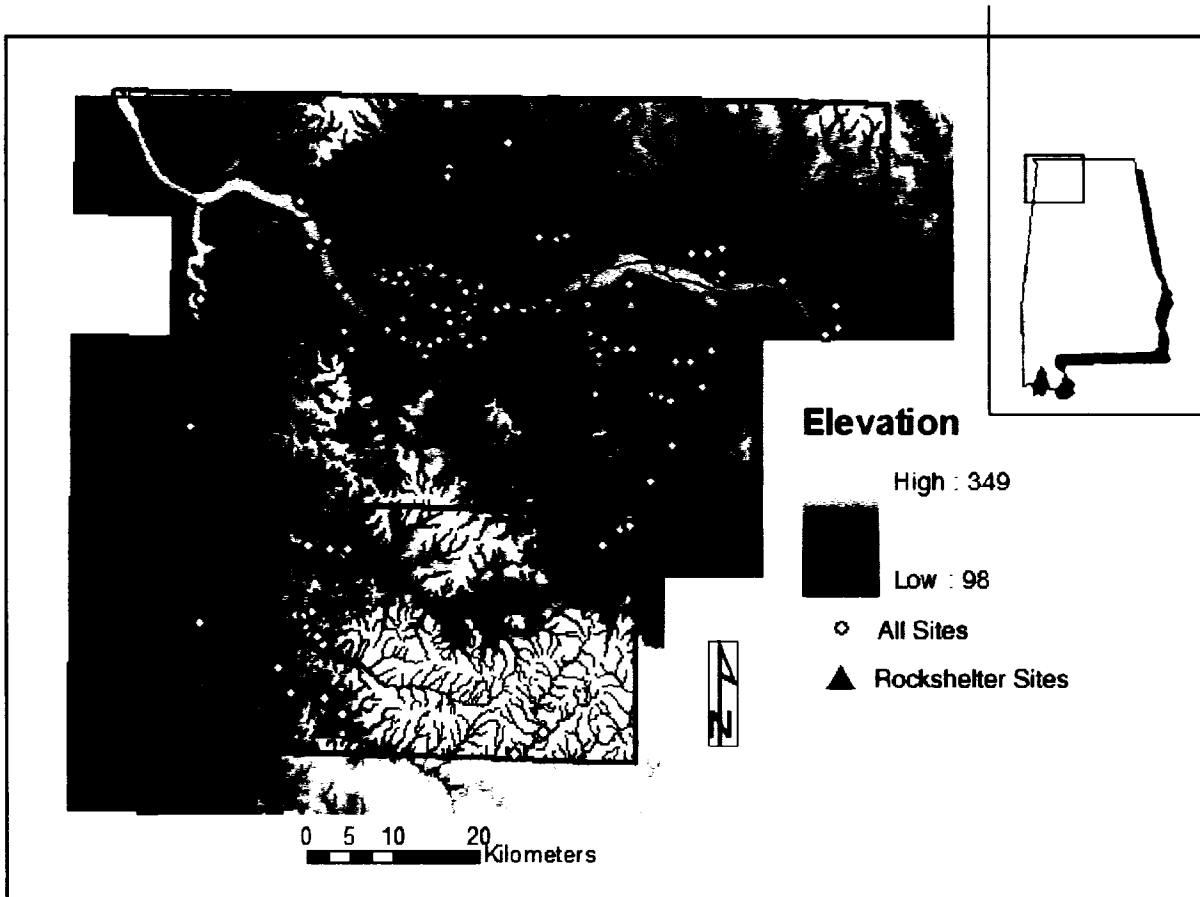 Elevation
High : 349
Low : 98
All Sites
Rockshelter Sites
N
0 5 10 20
Kilometers